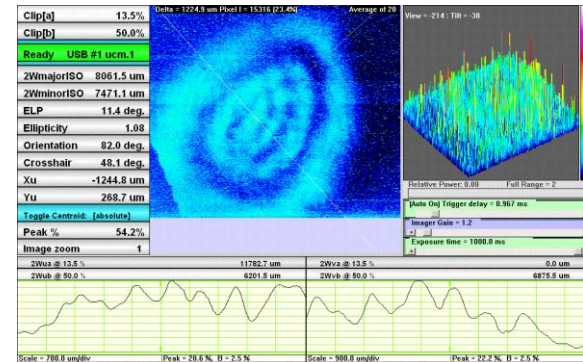 Clip[a] 13.5%
Clip[b] 50.0%
Ready USB #1 ucm.1
2WmajorISO 8061.5 um
2WminorISO 7471.1 um
ELP 11.4 deg.
Ellipticity 1.08
Orientation 82.0 deg.
Crosshair 48.1 deg.
Xu -1244.8 um
Yu 268.7 um
Toggle Centroid: [absolute]
Peak % 54.2%
Image zoom 1
Delta = 1224.9 um Pixel I = 15316 [23.4%] Average of 20
View = -214 : Tilt = -38
Relative Power: 0.00 Full Range = 2
[Auto On] Trigger delay = 0.967 ms
Imager Gain = 1.2
Exposure time = 1000.0 ms
2Wua @ 13.5 % 11782.7 um 2Wva @ 13.5 % 0.0 um
2Wub @ 50.0 % 6201.5 um 2Wvb @ 50.0 % 6875.5 um
Scale = 700.0 um/div Peak = 20.6 %, B = 2.5 % Scale = 900.0 um/div Peak = 22.2 %, B = 2.5 %